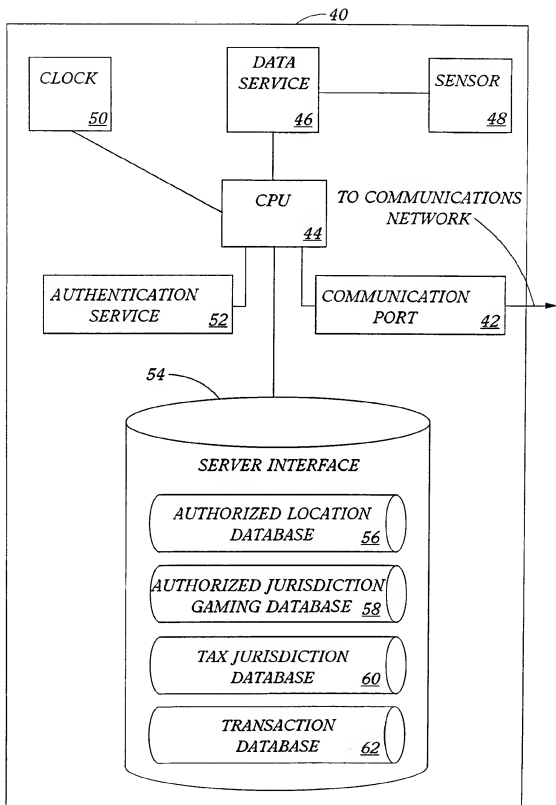 40
CLOCK
50
DATA
SERVICE
46
SENSOR
48
CPU
44
TO COMMUNICATIONS
NETWORK
AUTHENTICATION
SERVICE
52
COMMUNICATION
PORT
42
54
SERVER INTERFACE
AUTHORIZED LOCATION
DATABASE
56
AUTHORIZED JURISDICTION
GAMING DATABASE
58
TAX JURISDICTION
DATABASE
60
TRANSACTION
DATABASE
62